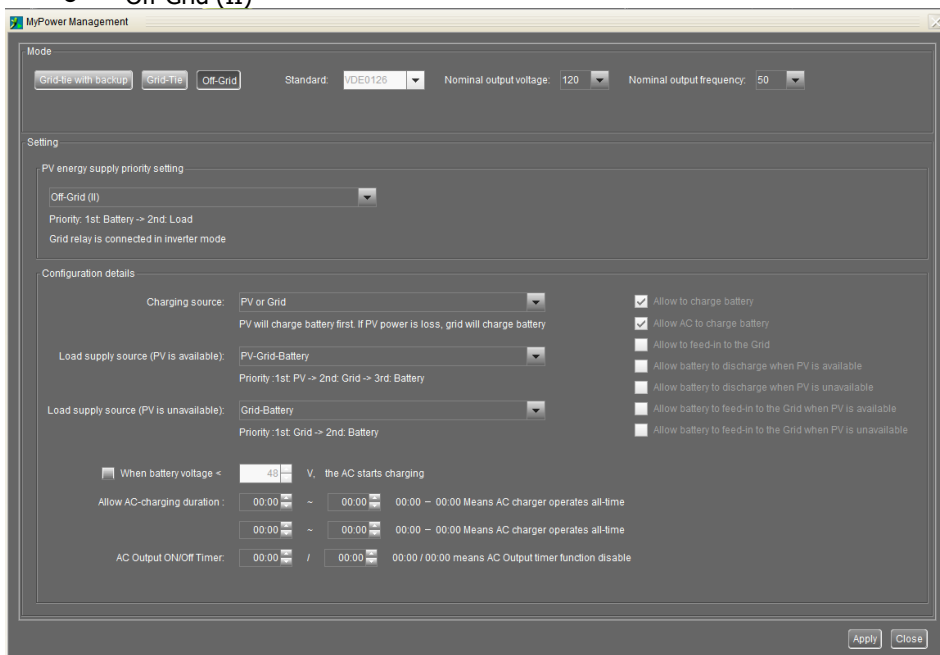 Off-Grid (II)
MyPower Management
Mode
Grid-tie with backup Grid-Tie Off-Grid Standard: VDE0126 Nominal output voltage: 120 Nominal output frequency: 50
Setting
PV energy supply priority setting
Off-Grid (II)
Priority: 1st: Battery -> 2nd: Load
Grid relay is connected in inverter mode
Configuration details
Charging source: PV or Grid
PV will charge battery first. If PV power is loss, grid will charge battery
Load supply source (PV is available): PV-Grid-Battery
Priority :1st: PV -> 2nd: Grid -> 3rd: Battery
Load supply source (PV is unavailable): Grid-Battery
Priority :1st: Grid -> 2nd: Battery
Allow to charge battery
Allow AC to charge battery
Allow to feed-in to the Grid
Allow battery to discharge when PV is available
Allow battery to discharge when PV is unavailable
Allow battery to feed-in to the Grid when PV is available
Allow battery to feed-in to the Grid when PV is unavailable
When battery voltage < 48 V, the AC starts charging
Allow AC-charging duration : 00:00 ~ 00:00 00:00 – 00:00 Means AC charger operates all-time
00:00 ~ 00:00 00:00 – 00:00 Means AC charger operates all-time
AC Output ON/Off Timer: 00:00 / 00:00 00:00 / 00:00 means AC Output timer function disable
Apply Close